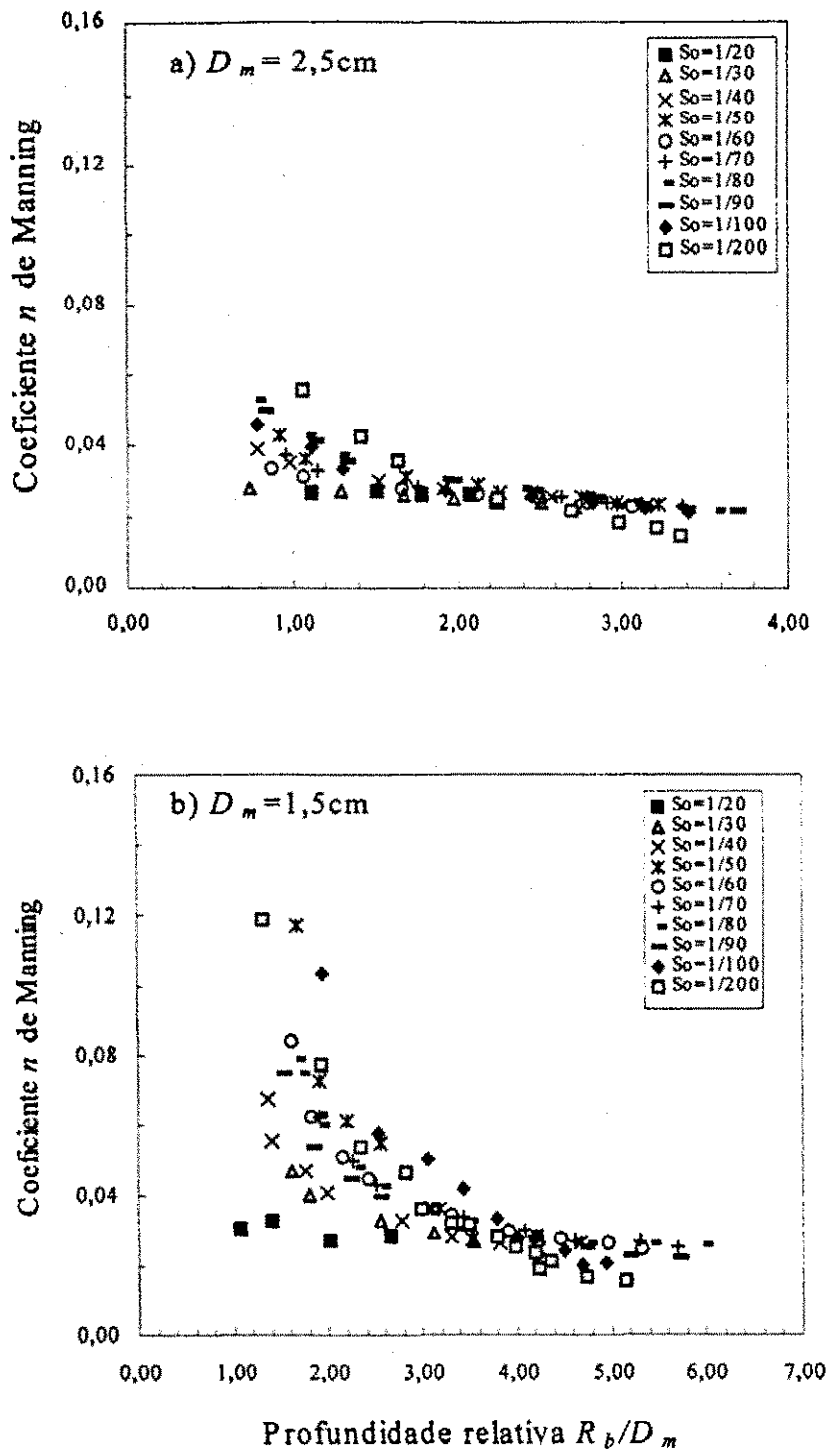 0,16
a) D m = 2,5cm
So=1/20
So=1/30
So=1/40
So=1/50
So=1/60
So=1/70
So=1/80
So=1/90
So=1/100
So=1/200
0,12
0,08
0,04
0,00
Coeficiente n de Manning
0,00 1,00 2,00 3,00 4,00
0,16
b) D m =1,5cm
So=1/20
So=1/30
So=1/40
So=1/50
So=1/60
So=1/70
So=1/80
So=1/90
So=1/100
So=1/200
0,12
0,08
0,04
0,00
Coeficiente n de Manning
0,00 1,00 2,00 3,00 4,00 5,00 6,00 7,00
Profundidade relativa R b/D m